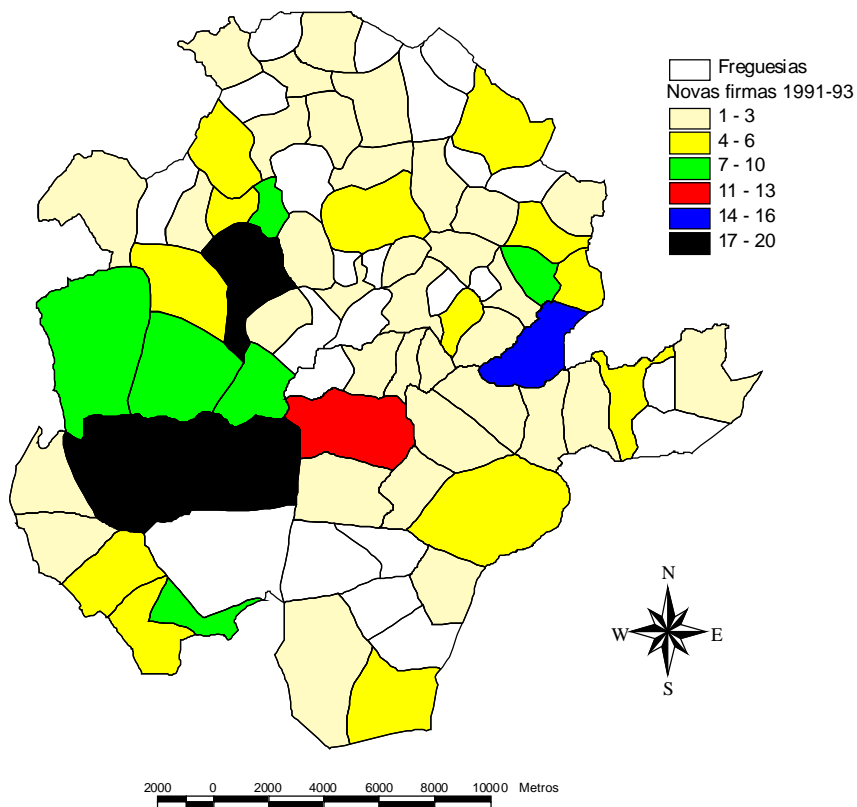 Freguesias
Novas firmas 1991-93
1 - 3
4 - 6
7 - 10
11 - 13
14 - 16
17 - 20
N
W E
S
2000 0 2000 4000 6000 8000 10000 Metros